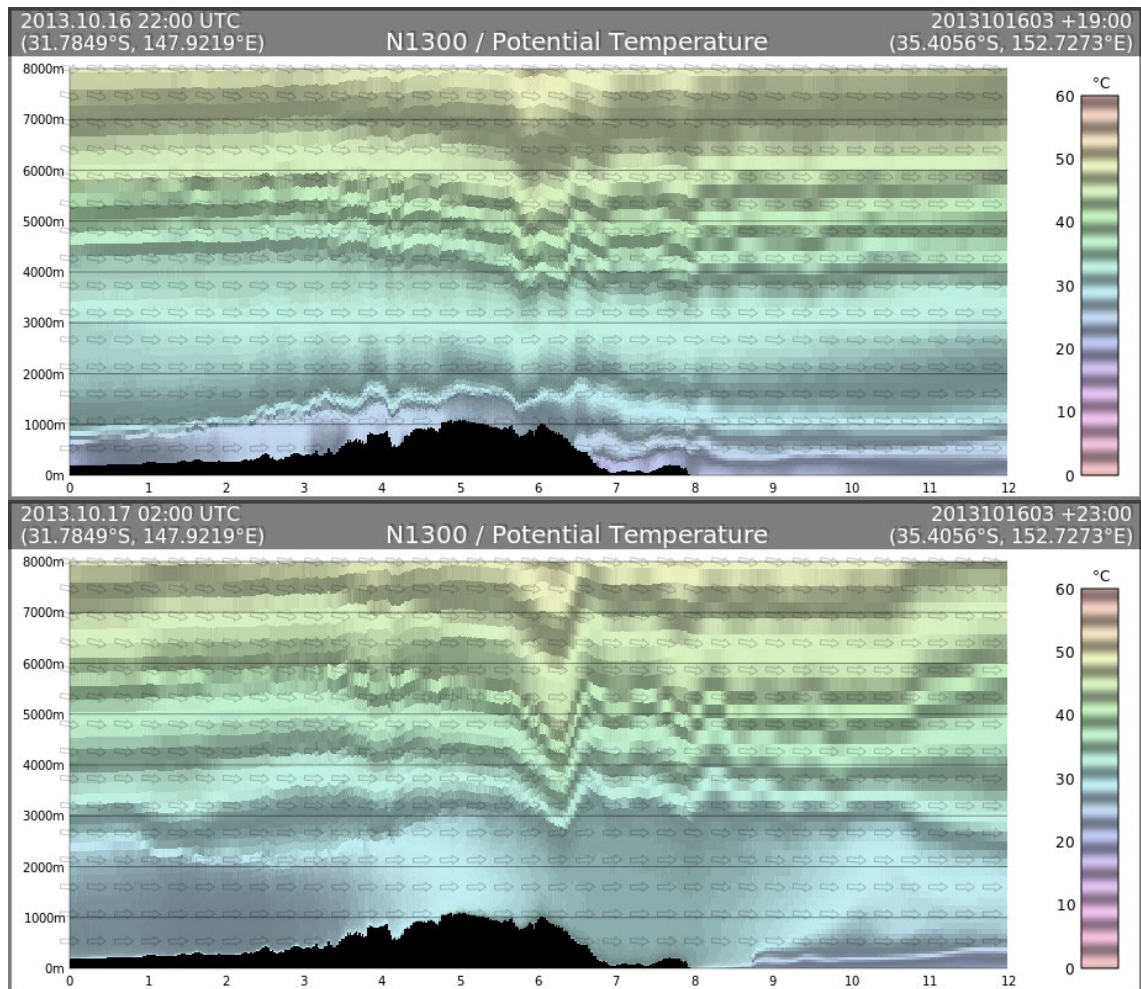 2013.10.16 22:00 UTC
(31.7849°S, 147.9219°E)
N1300 / Potential Temperature
2013101603 +19:00
(35.4056°S, 152.7273°E)
8000m
7000m
6000m
5000m
4000m
3000m
2000m
1000m
0m
0 1 2 3 4 5 6 7 8 9 10 11 12
°C
60
50
40
30
20
10
0
2013.10.17 02:00 UTC
(31.7849°S, 147.9219°E)
N1300 / Potential Temperature
2013101603 +23:00
(35.4056°S, 152.7273°E)
8000m
7000m
6000m
5000m
4000m
3000m
2000m
1000m
0m
0 1 2 3 4 5 6 7 8 9 10 11 12
°C
60
50
40
30
20
10
0